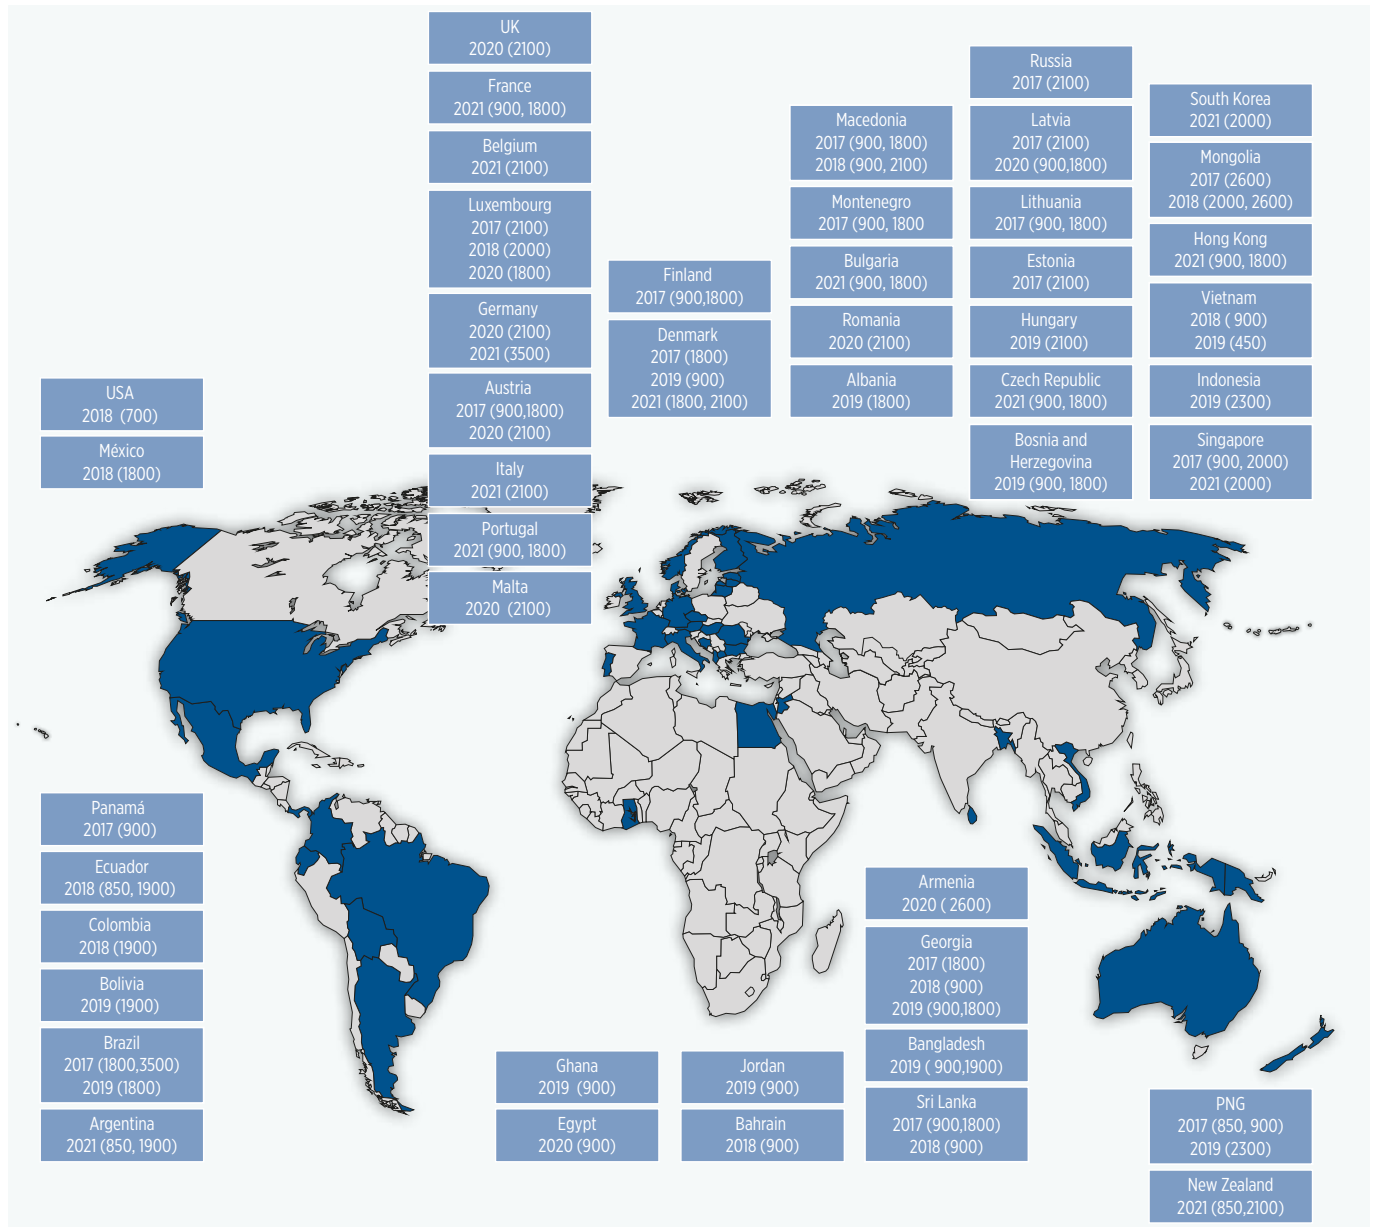 UK
2020 (2100)
France
2021 (900, 1800)
Belgium
2021 (2100)
Luxembourg
2017 (2100)
2018 (2000)
2020 (1800)
Germany
2020 (2100)
2021 (3500)
Austria
2017 (900,1800)
2020 (2100)
Italy
2021 (2100)
Portugal
2021 (900, 1800)
Malta
2020 (2100)
Finland
2017 (900,1800)
Denmark
2017 (1800)
2019 (900)
2021 (1800, 2100)
Macedonia
2017 (900, 1800)
2018 (900, 2100)
Montenegro
2017 (900, 1800
Bulgaria
2021 (900, 1800)
Romania
2020 (2100)
Albania
2019 (1800)
Russia
2017 (2100)
Latvia
2017 (2100)
2020 (900,1800)
Lithuania
2017 (900, 1800)
Estonia
2017 (2100)
Hungary
2019 (2100)
Czech Republic
2021 (900, 1800)
Bosnia and
Herzegovina
2019 (900, 1800)
South Korea
2021 (2000)
Mongolia
2017 (2600)
2018 (2000, 2600)
Hong Kong
2021 (900, 1800)
Vietnam
2018 ( 900)
2019 (450)
Indonesia
2019 (2300)
Singapore
2017 (900, 2000)
2021 (2000)
USA
2018 (700)
México
2018 (1800)
Panamá
2017 (900)
Ecuador
2018 (850, 1900)
Colombia
2018 (1900)
Bolivia
2019 (1900)
Brazil
2017 (1800,3500)
2019 (1800)
Argentina
2021 (850, 1900)
Ghana
2019 (900)
Egypt
2020 (900)
Jordan
2019 (900)
Bahrain
2018 (900)
Armenia
2020 ( 2600)
Georgia
2017 (1800)
2018 (900)
2019 (900,1800)
Bangladesh
2019 ( 900,1900)
Sri Lanka
2017 (900,1800)
2018 (900)
PNG
2017 (850, 900)
2019 (2300)
New Zealand
2021 (850,2100)